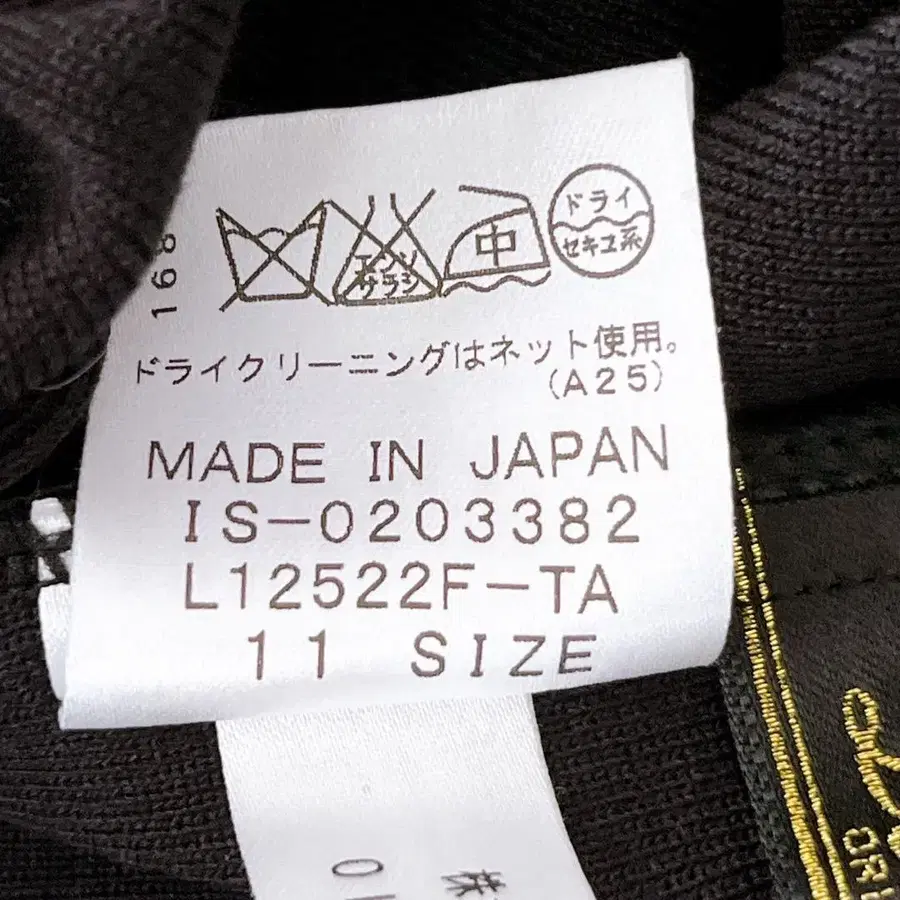 168
エンソ
サラシ
中
ドライ
セキユ系
ドライクリーニングはネット使用。
(A25)
MADE IN JAPAN
IS-0203382
L12522F-TA
11 SIZE
株